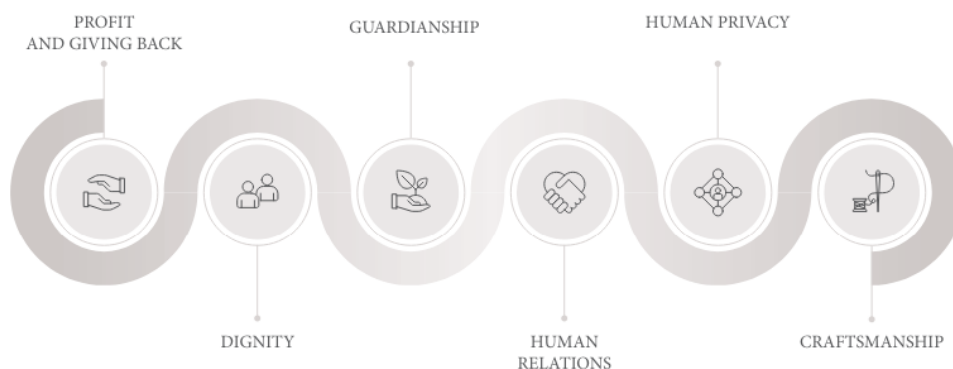 PROFIT
AND GIVING BACK
GUARDIANSHIP
HUMAN PRIVACY
DIGNITY
HUMAN
RELATIONS
CRAFTSMANSHIP